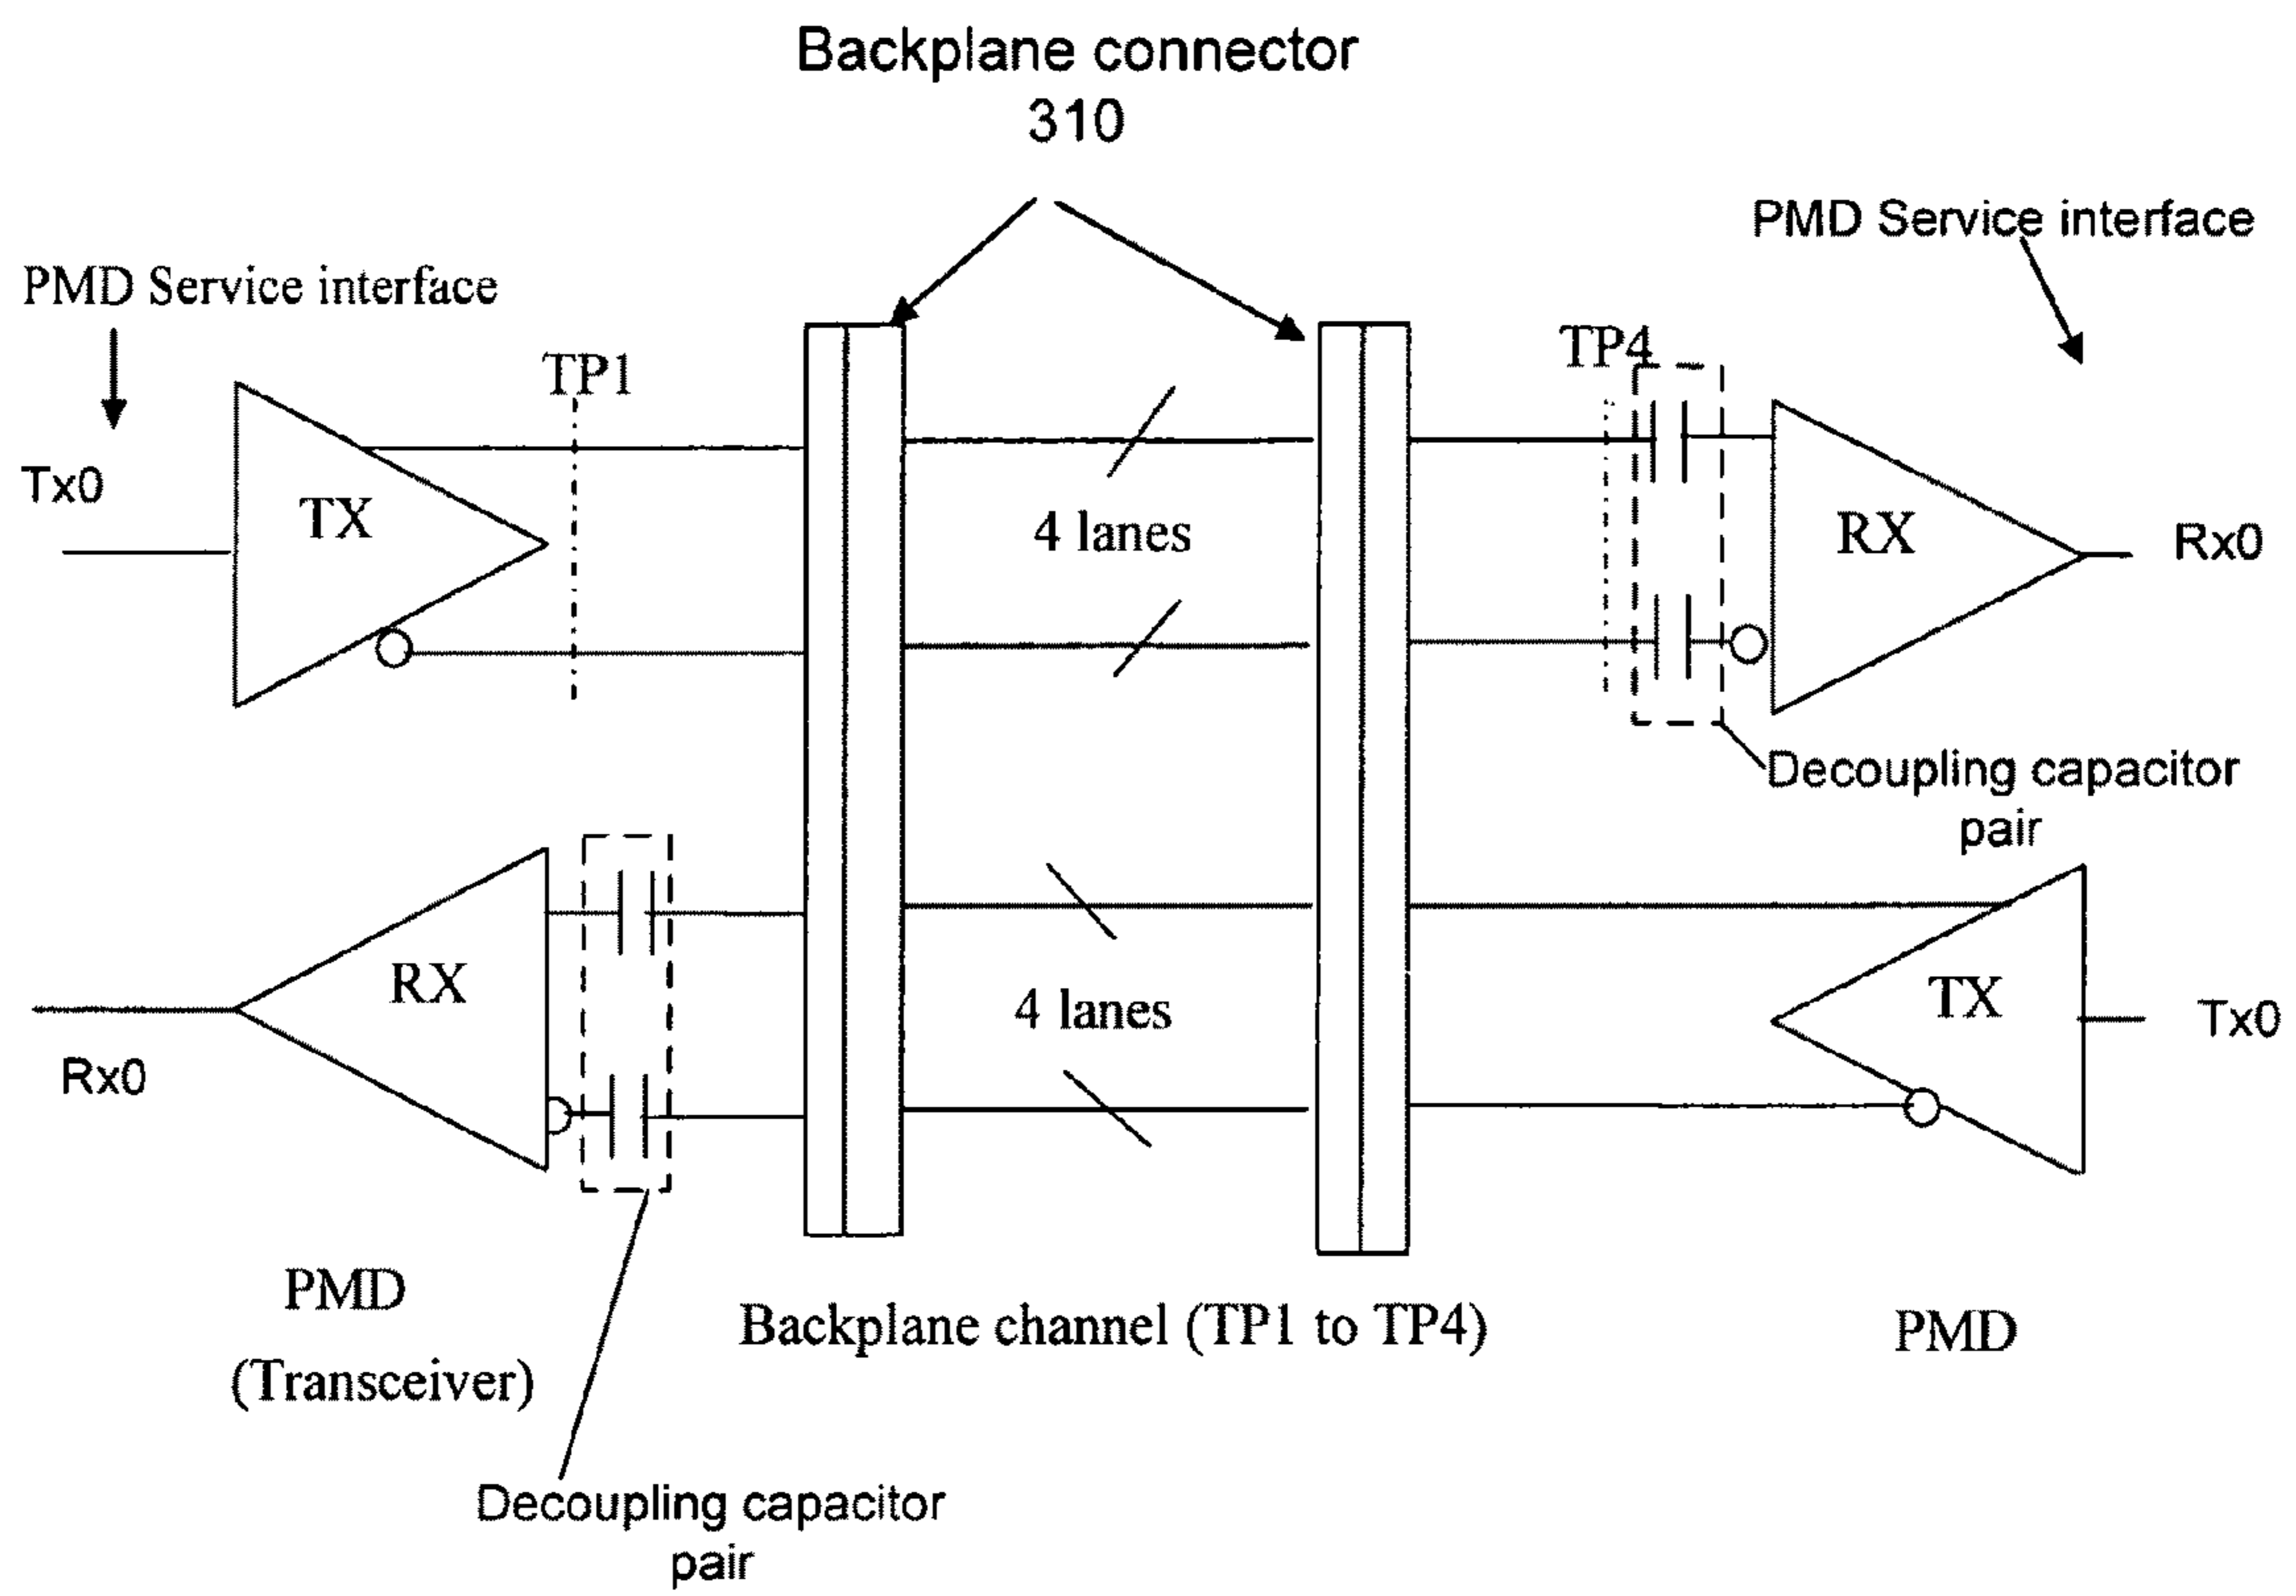 Backplane connector
310
PMD Service interface
PMD Service interface
TP1
TP4
Tx0
TX
4 lanes
RX
Rx0
Decoupling capacitor
pair
RX
4 lanes
TX
Tx0
Rx0
PMD
(Transceiver)
Backplane channel (TP1 to TP4)
PMD
Decoupling capacitor
pair